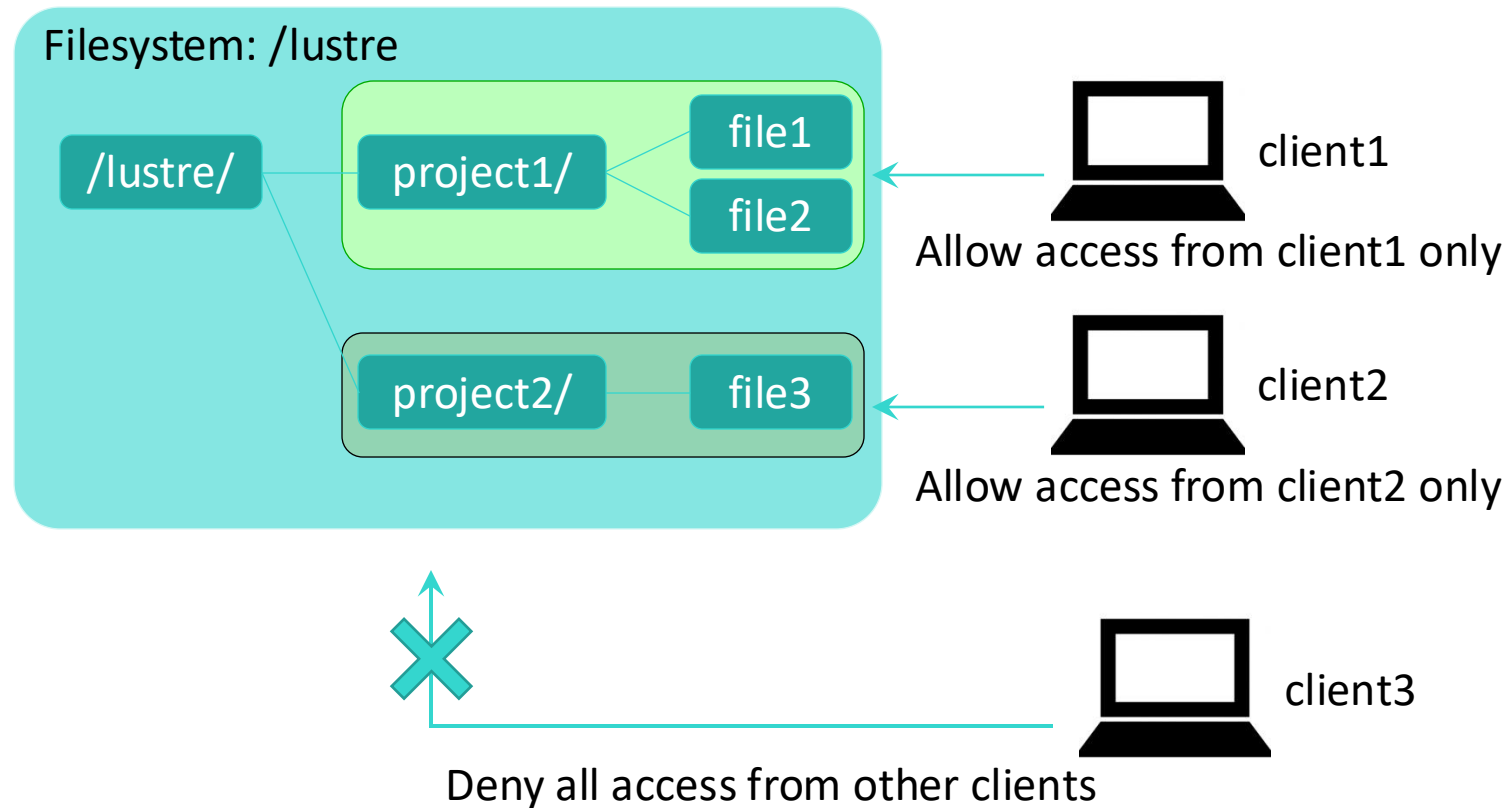 Filesystem: /lustre
/lustre/
project1/
file1
file2
client1
Allow access from client1 only
project2/
file3
client2
Allow access from client2 only
client3
Deny all access from other clients